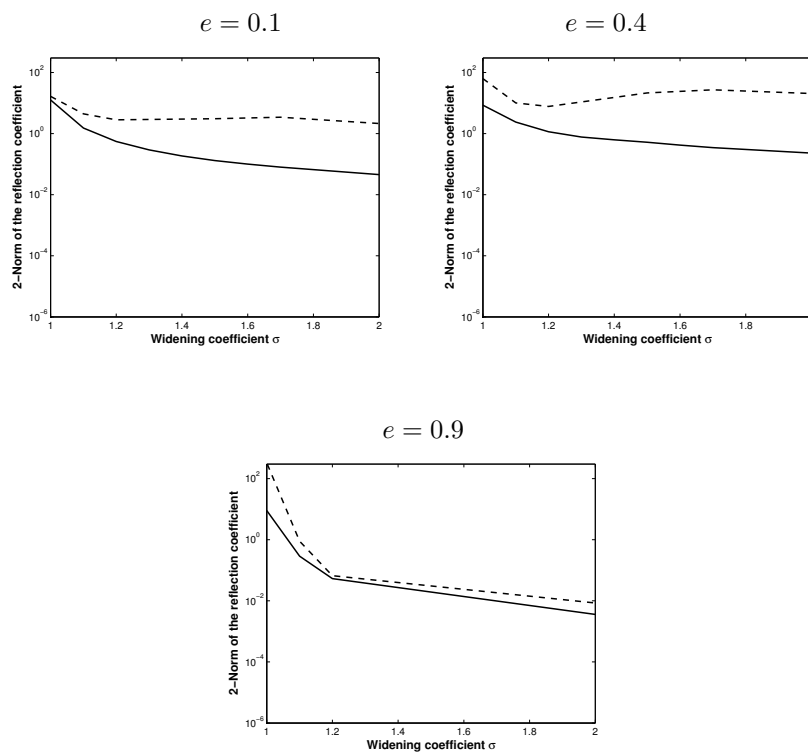 e = 0.1
10^2
10^0
10^−2
10^−4
10^−6
2−Norm of the reflection coefficient
1 1.2 1.4 1.6 1.8 2
Widening coefficient σ
e = 0.4
10^2
10^0
10^−2
10^−4
10^−6
2−Norm of the reflection coefficient
1 1.2 1.4 1.6 1.8
Widening coefficient σ
e = 0.9
10^2
10^0
10^−2
10^−4
10^−6
2−Norm of the reflection coefficient
1 1.2 1.4 1.6 1.8 2
Widening coefficient σ